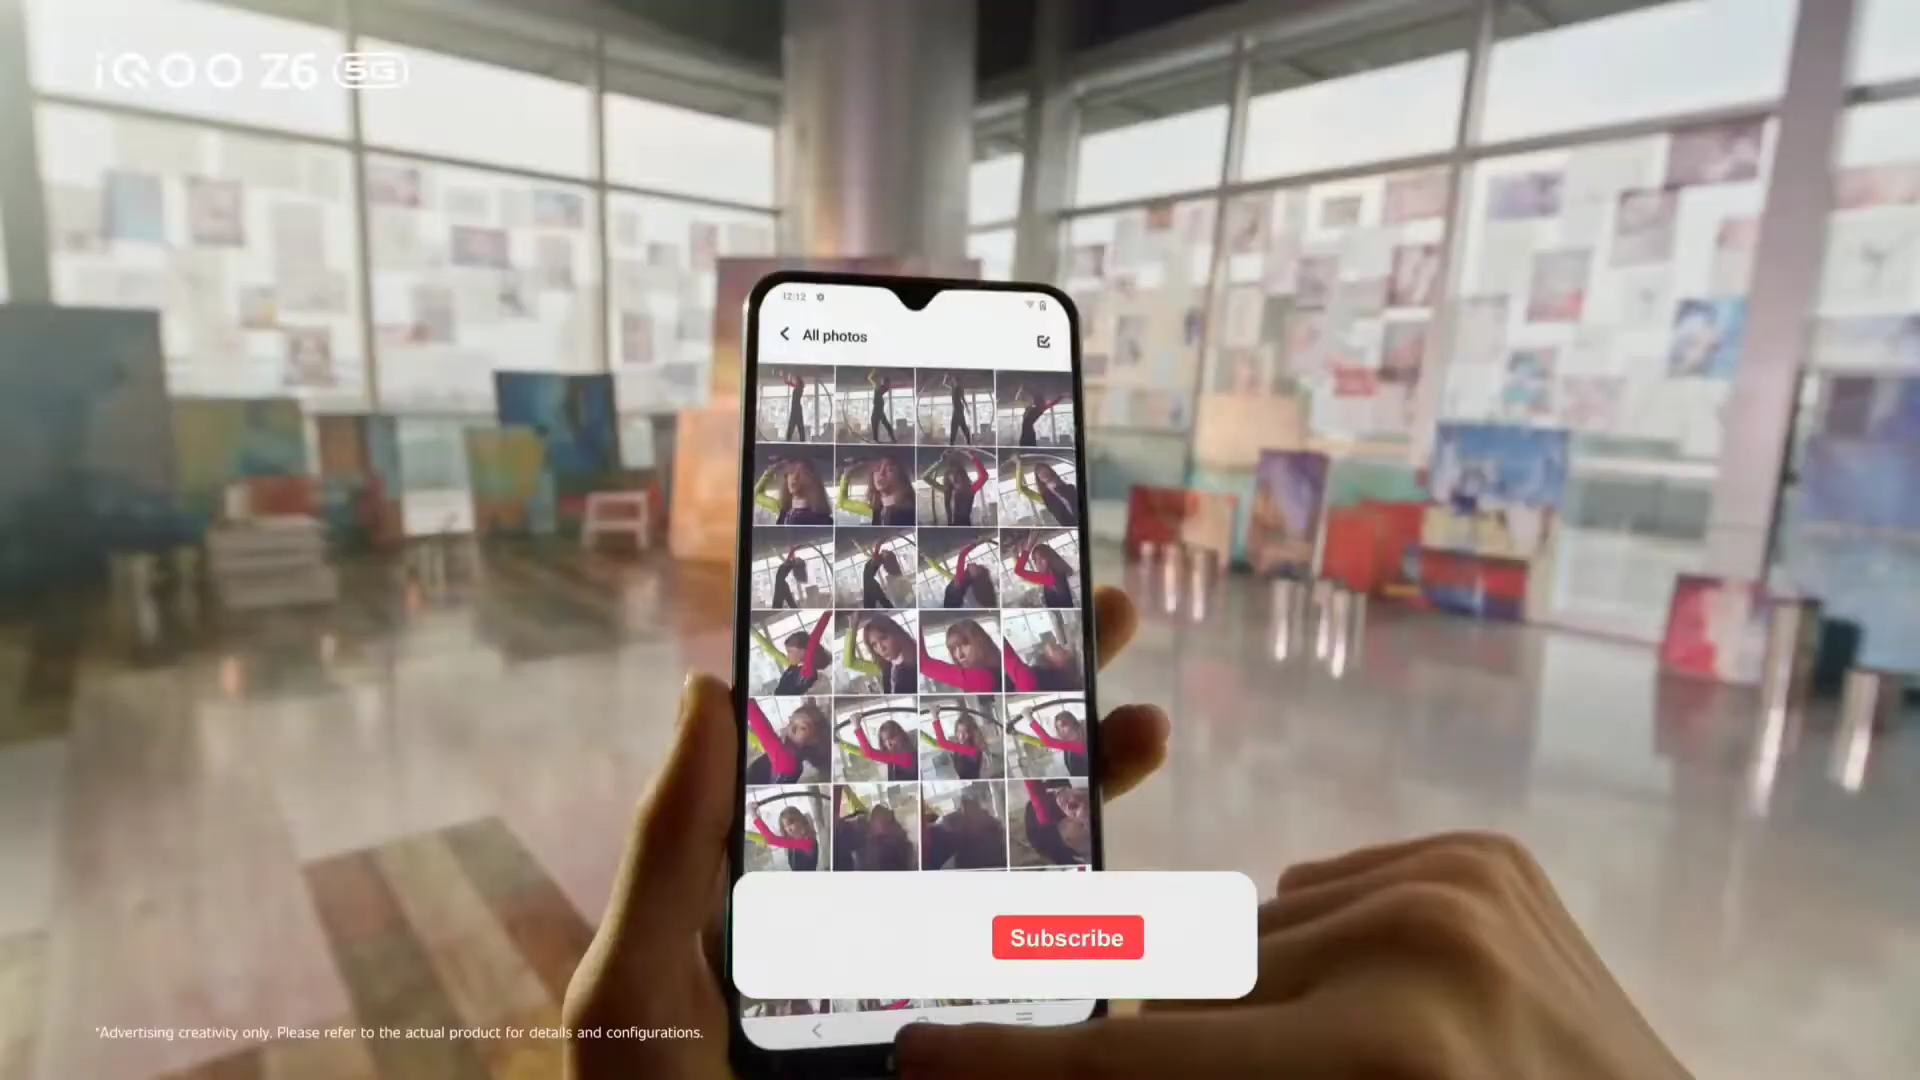 iQOO Z6 5G
12:12
All photos
Subscribe
*Advertising creativity only. Please refer to the actual product for details and configurations.